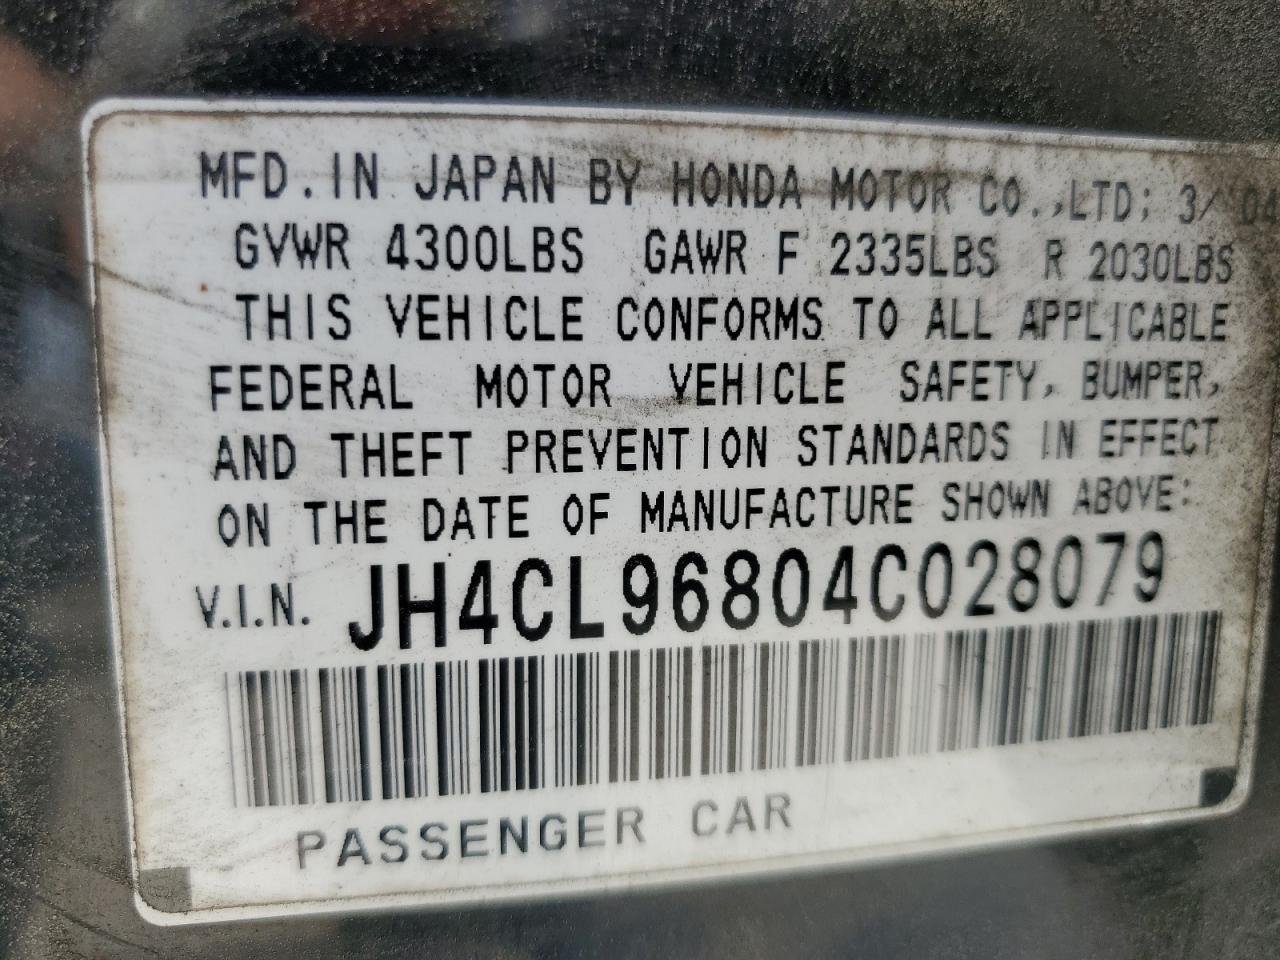 MFD. IN JAPAN BY HONDA MOTOR CO.,LTD; 3/ 04
GVWR 4300LBS GAWR F 2335LBS R 2030LBS
THIS VEHICLE CONFORMS TO ALL APPLICABLE
FEDERAL MOTOR VEHICLE SAFETY, BUMPER,
AND THEFT PREVENTION STANDARDS IN EFFECT
ON THE DATE OF MANUFACTURE SHOWN ABOVE:
V.I.N. JH4CL96804C028079
PASSENGER CAR